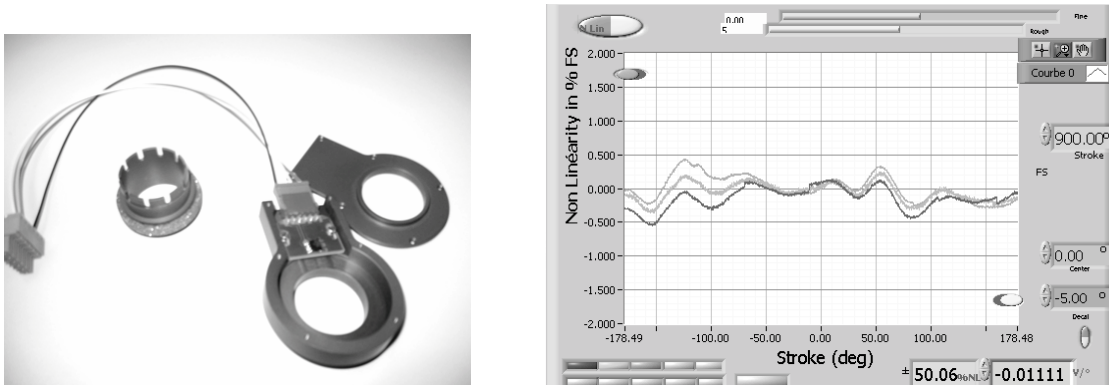 N Lin
0.00
5
Fine
Rough
Non Linéarity in % FS
2.000
1.500
1.000
0.500
0.000
-0.500
-1.000
-1.500
-2.000
-178.49
-100.00
-50.00
0.00
50.00
100.00
178.48
Stroke (deg)
Courbe 0
900.00°
Stroke
FS
0.00 °
Center
-5.00 °
Decal
± 50.06 %NL
-0.01111 V/°